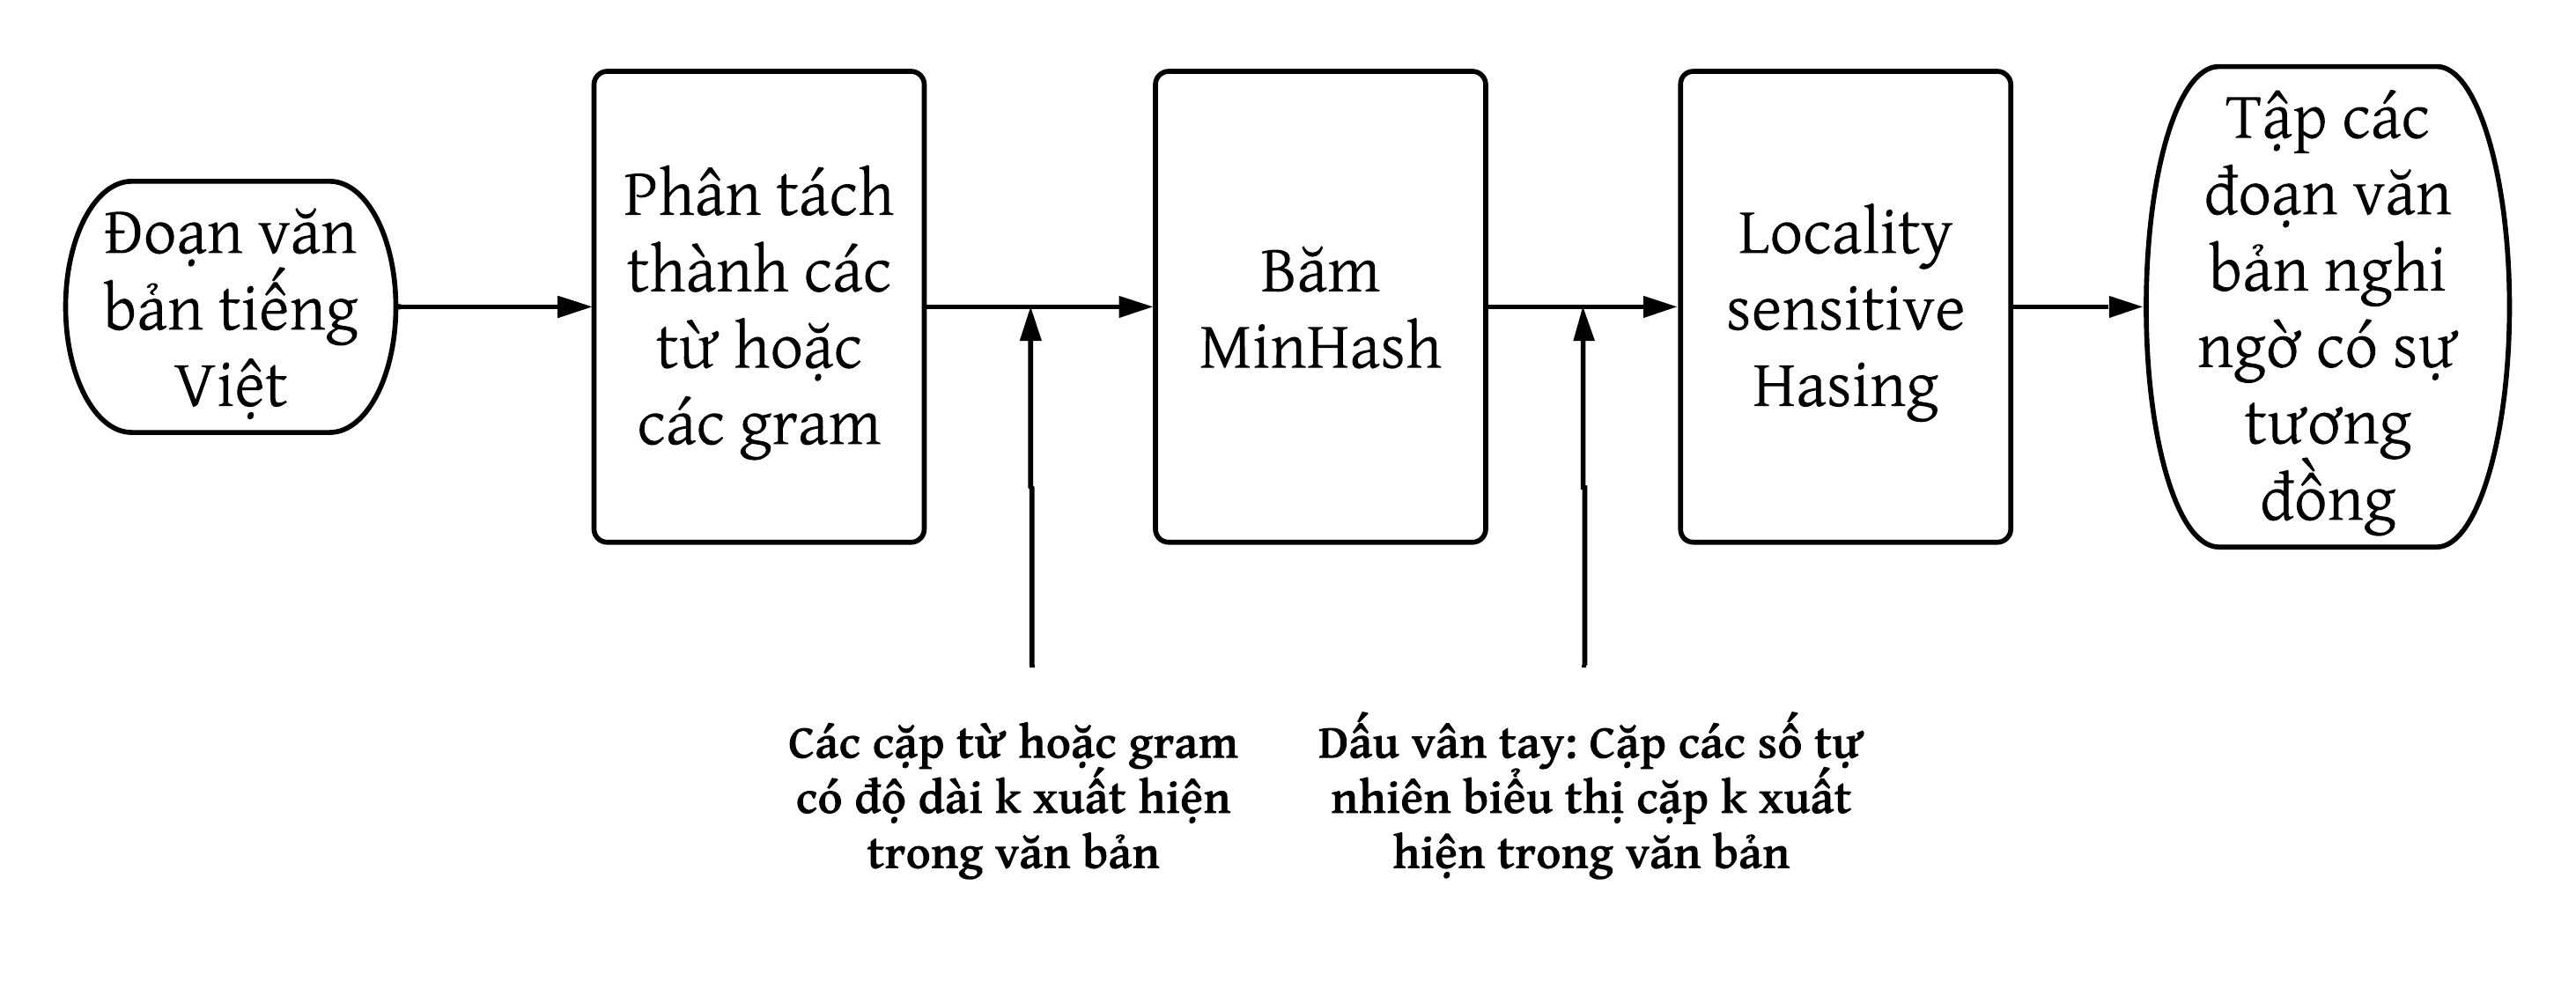 Đoạn văn
bản tiếng
Việt
Phân tách
thành các
từ hoặc
các gram
Băm
MinHash
Locality
sensitive
Hasing
Tập các
đoạn văn
bản nghi
ngờ có sự
tương
đồng
Các cặp từ hoặc gram
có độ dài k xuất hiện
trong văn bản
Dấu vân tay: Cặp các số tự
nhiên biểu thị cặp k xuất
hiện trong văn bản